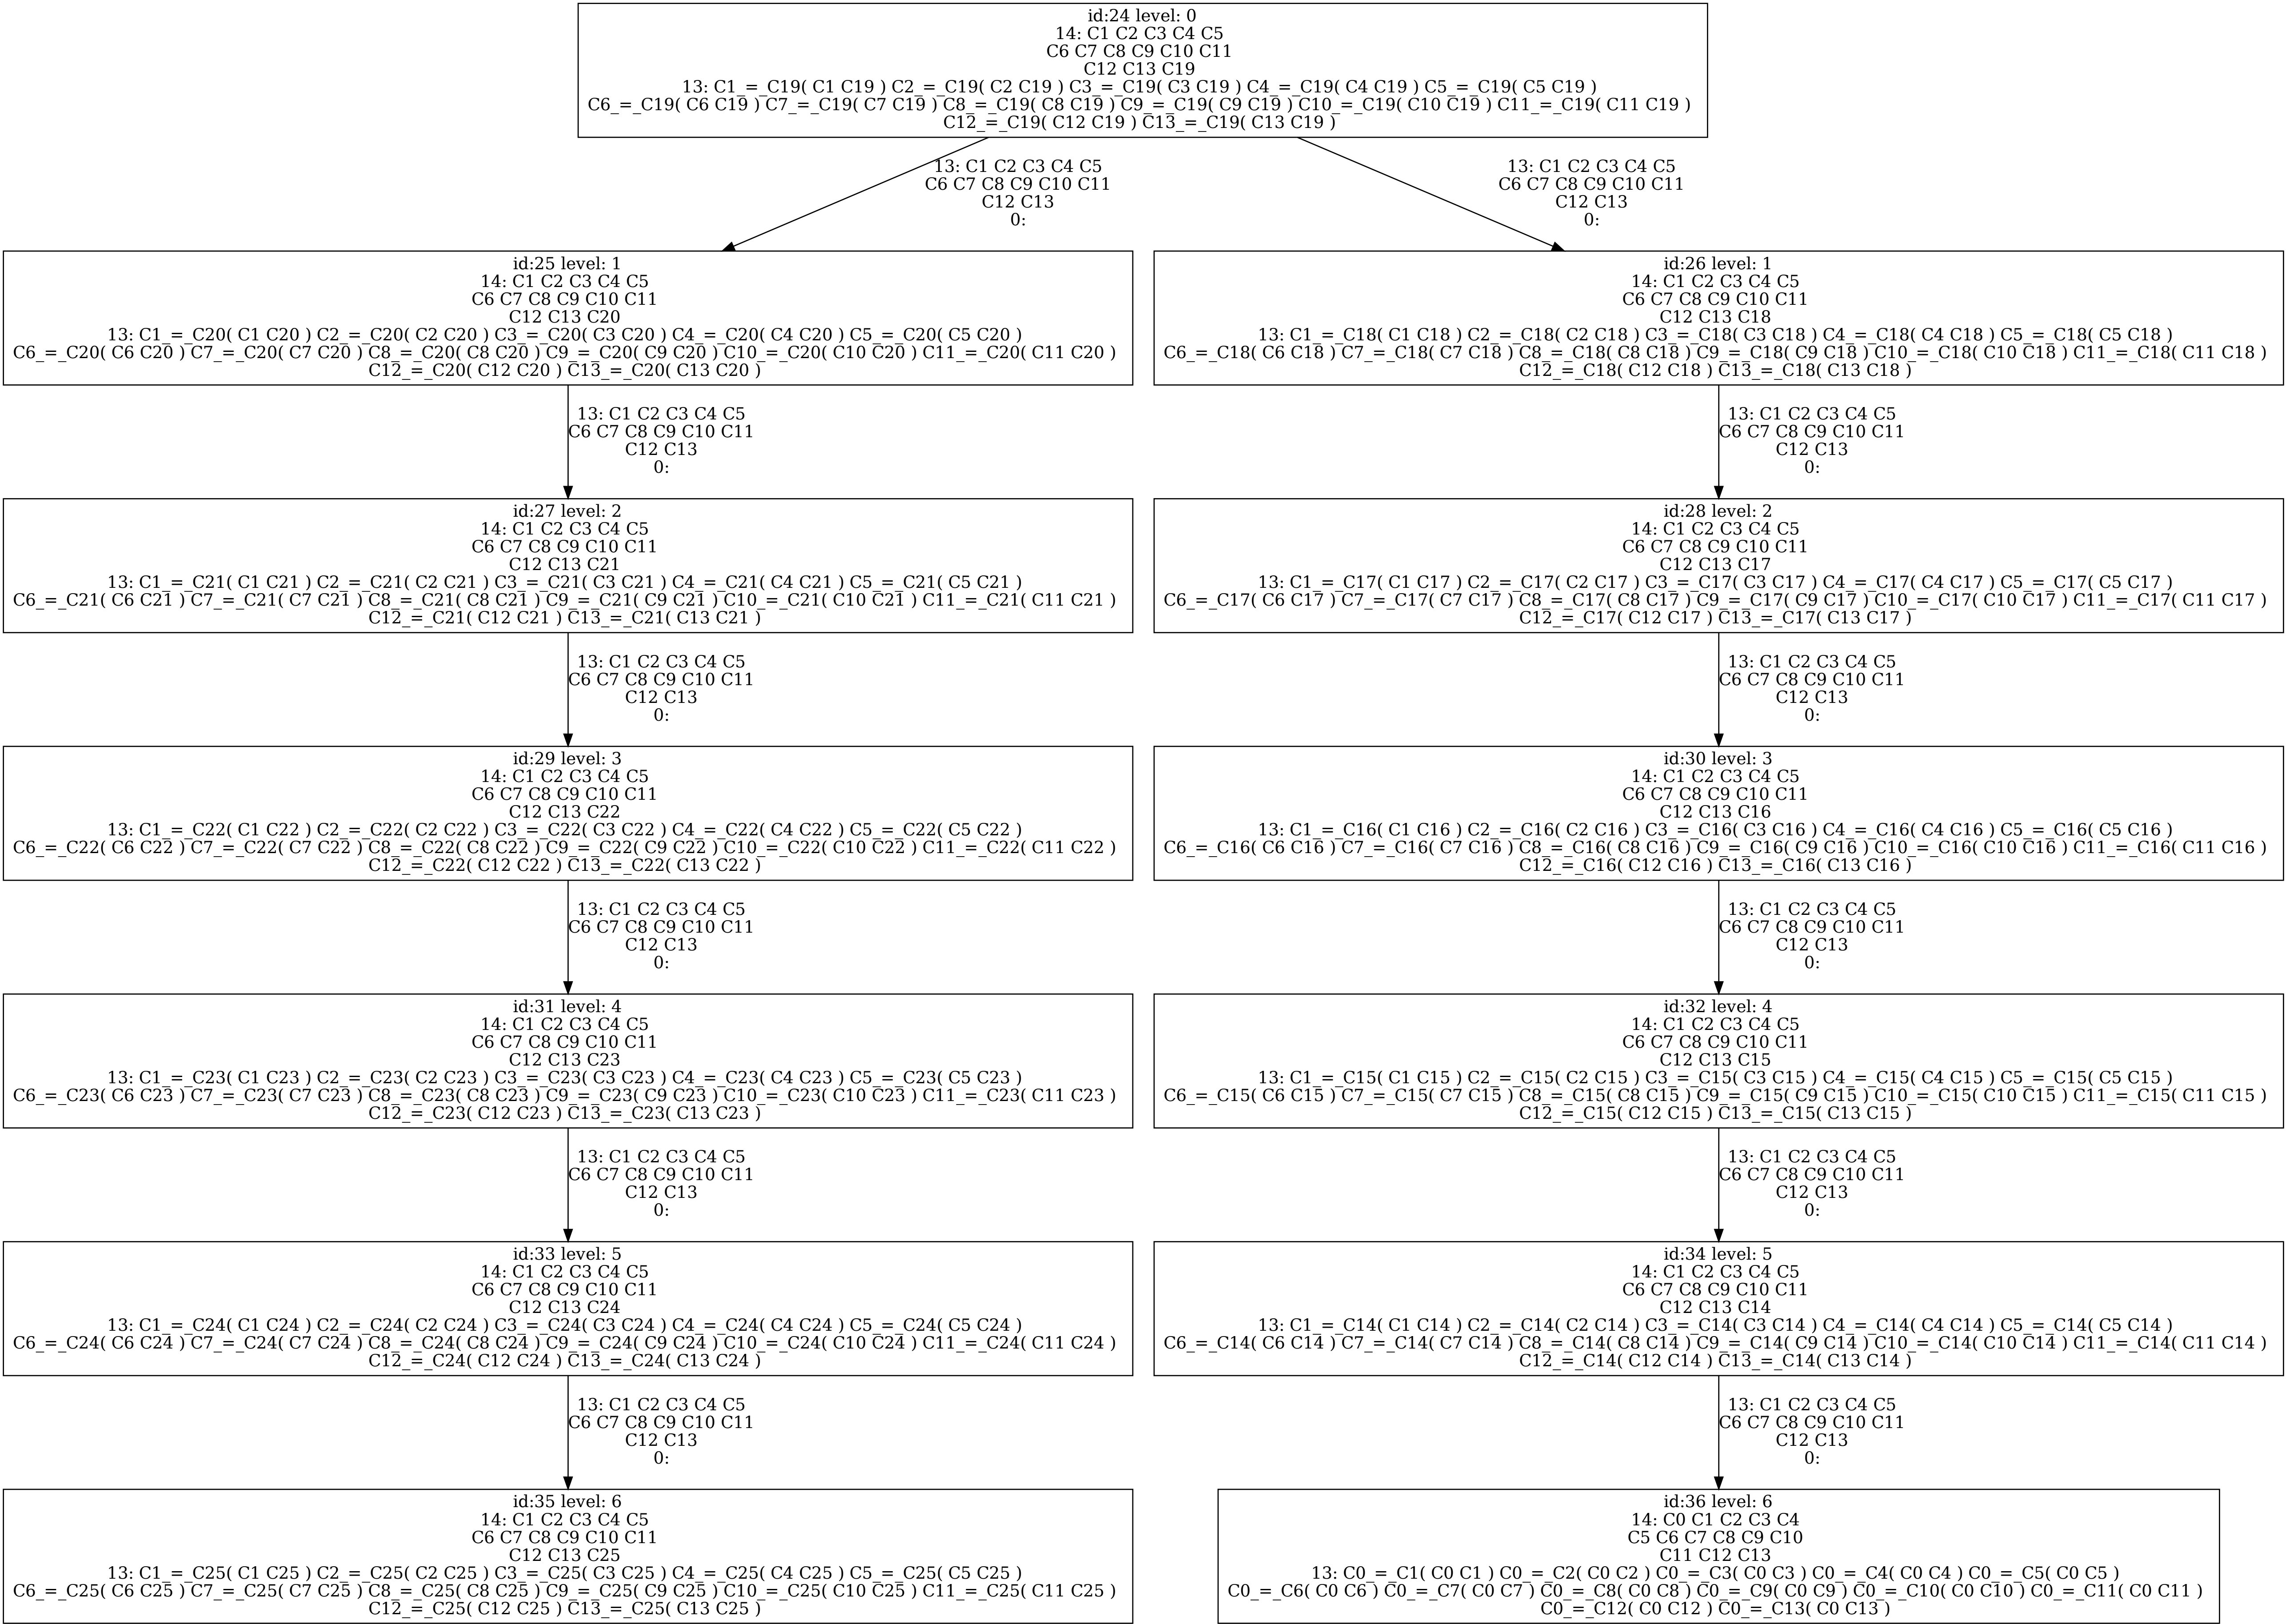 id:24 level: 0
14: C1 C2 C3 C4 C5
C6 C7 C8 C9 C10 C11
C12 C13 C19
13: C1_=_C19( C1 C19 ) C2_=_C19( C2 C19 ) C3_=_C19( C3 C19 ) C4_=_C19( C4 C19 ) C5_=_C19( C5 C19 )
C6_=_C19( C6 C19 ) C7_=_C19( C7 C19 ) C8_=_C19( C8 C19 ) C9_=_C19( C9 C19 ) C10_=_C19( C10 C19 ) C11_=_C19( C11 C19 )
C12_=_C19( C12 C19 ) C13_=_C19( C13 C19 )
13: C1 C2 C3 C4 C5
C6 C7 C8 C9 C10 C11
C12 C13
0:
13: C1 C2 C3 C4 C5
C6 C7 C8 C9 C10 C11
C12 C13
0:
id:25 level: 1
14: C1 C2 C3 C4 C5
C6 C7 C8 C9 C10 C11
C12 C13 C20
13: C1_=_C20( C1 C20 ) C2_=_C20( C2 C20 ) C3_=_C20( C3 C20 ) C4_=_C20( C4 C20 ) C5_=_C20( C5 C20 )
C6_=_C20( C6 C20 ) C7_=_C20( C7 C20 ) C8_=_C20( C8 C20 ) C9_=_C20( C9 C20 ) C10_=_C20( C10 C20 ) C11_=_C20( C11 C20 )
C12_=_C20( C12 C20 ) C13_=_C20( C13 C20 )
id:26 level: 1
14: C1 C2 C3 C4 C5
C6 C7 C8 C9 C10 C11
C12 C13 C18
13: C1_=_C18( C1 C18 ) C2_=_C18( C2 C18 ) C3_=_C18( C3 C18 ) C4_=_C18( C4 C18 ) C5_=_C18( C5 C18 )
C6_=_C18( C6 C18 ) C7_=_C18( C7 C18 ) C8_=_C18( C8 C18 ) C9_=_C18( C9 C18 ) C10_=_C18( C10 C18 ) C11_=_C18( C11 C18 )
C12_=_C18( C12 C18 ) C13_=_C18( C13 C18 )
13: C1 C2 C3 C4 C5
C6 C7 C8 C9 C10 C11
C12 C13
0:
13: C1 C2 C3 C4 C5
C6 C7 C8 C9 C10 C11
C12 C13
0:
id:27 level: 2
14: C1 C2 C3 C4 C5
C6 C7 C8 C9 C10 C11
C12 C13 C21
13: C1_=_C21( C1 C21 ) C2_=_C21( C2 C21 ) C3_=_C21( C3 C21 ) C4_=_C21( C4 C21 ) C5_=_C21( C5 C21 )
C6_=_C21( C6 C21 ) C7_=_C21( C7 C21 ) C8_=_C21( C8 C21 ) C9_=_C21( C9 C21 ) C10_=_C21( C10 C21 ) C11_=_C21( C11 C21 )
C12_=_C21( C12 C21 ) C13_=_C21( C13 C21 )
id:28 level: 2
14: C1 C2 C3 C4 C5
C6 C7 C8 C9 C10 C11
C12 C13 C17
13: C1_=_C17( C1 C17 ) C2_=_C17( C2 C17 ) C3_=_C17( C3 C17 ) C4_=_C17( C4 C17 ) C5_=_C17( C5 C17 )
C6_=_C17( C6 C17 ) C7_=_C17( C7 C17 ) C8_=_C17( C8 C17 ) C9_=_C17( C9 C17 ) C10_=_C17( C10 C17 ) C11_=_C17( C11 C17 )
C12_=_C17( C12 C17 ) C13_=_C17( C13 C17 )
13: C1 C2 C3 C4 C5
C6 C7 C8 C9 C10 C11
C12 C13
0:
13: C1 C2 C3 C4 C5
C6 C7 C8 C9 C10 C11
C12 C13
0:
id:29 level: 3
14: C1 C2 C3 C4 C5
C6 C7 C8 C9 C10 C11
C12 C13 C22
13: C1_=_C22( C1 C22 ) C2_=_C22( C2 C22 ) C3_=_C22( C3 C22 ) C4_=_C22( C4 C22 ) C5_=_C22( C5 C22 )
C6_=_C22( C6 C22 ) C7_=_C22( C7 C22 ) C8_=_C22( C8 C22 ) C9_=_C22( C9 C22 ) C10_=_C22( C10 C22 ) C11_=_C22( C11 C22 )
C12_=_C22( C12 C22 ) C13_=_C22( C13 C22 )
id:30 level: 3
14: C1 C2 C3 C4 C5
C6 C7 C8 C9 C10 C11
C12 C13 C16
13: C1_=_C16( C1 C16 ) C2_=_C16( C2 C16 ) C3_=_C16( C3 C16 ) C4_=_C16( C4 C16 ) C5_=_C16( C5 C16 )
C6_=_C16( C6 C16 ) C7_=_C16( C7 C16 ) C8_=_C16( C8 C16 ) C9_=_C16( C9 C16 ) C10_=_C16( C10 C16 ) C11_=_C16( C11 C16 )
C12_=_C16( C12 C16 ) C13_=_C16( C13 C16 )
13: C1 C2 C3 C4 C5
C6 C7 C8 C9 C10 C11
C12 C13
0:
13: C1 C2 C3 C4 C5
C6 C7 C8 C9 C10 C11
C12 C13
0:
id:31 level: 4
14: C1 C2 C3 C4 C5
C6 C7 C8 C9 C10 C11
C12 C13 C23
13: C1_=_C23( C1 C23 ) C2_=_C23( C2 C23 ) C3_=_C23( C3 C23 ) C4_=_C23( C4 C23 ) C5_=_C23( C5 C23 )
C6_=_C23( C6 C23 ) C7_=_C23( C7 C23 ) C8_=_C23( C8 C23 ) C9_=_C23( C9 C23 ) C10_=_C23( C10 C23 ) C11_=_C23( C11 C23 )
C12_=_C23( C12 C23 ) C13_=_C23( C13 C23 )
id:32 level: 4
14: C1 C2 C3 C4 C5
C6 C7 C8 C9 C10 C11
C12 C13 C15
13: C1_=_C15( C1 C15 ) C2_=_C15( C2 C15 ) C3_=_C15( C3 C15 ) C4_=_C15( C4 C15 ) C5_=_C15( C5 C15 )
C6_=_C15( C6 C15 ) C7_=_C15( C7 C15 ) C8_=_C15( C8 C15 ) C9_=_C15( C9 C15 ) C10_=_C15( C10 C15 ) C11_=_C15( C11 C15 )
C12_=_C15( C12 C15 ) C13_=_C15( C13 C15 )
13: C1 C2 C3 C4 C5
C6 C7 C8 C9 C10 C11
C12 C13
0:
13: C1 C2 C3 C4 C5
C6 C7 C8 C9 C10 C11
C12 C13
0:
id:33 level: 5
14: C1 C2 C3 C4 C5
C6 C7 C8 C9 C10 C11
C12 C13 C24
13: C1_=_C24( C1 C24 ) C2_=_C24( C2 C24 ) C3_=_C24( C3 C24 ) C4_=_C24( C4 C24 ) C5_=_C24( C5 C24 )
C6_=_C24( C6 C24 ) C7_=_C24( C7 C24 ) C8_=_C24( C8 C24 ) C9_=_C24( C9 C24 ) C10_=_C24( C10 C24 ) C11_=_C24( C11 C24 )
C12_=_C24( C12 C24 ) C13_=_C24( C13 C24 )
id:34 level: 5
14: C1 C2 C3 C4 C5
C6 C7 C8 C9 C10 C11
C12 C13 C14
13: C1_=_C14( C1 C14 ) C2_=_C14( C2 C14 ) C3_=_C14( C3 C14 ) C4_=_C14( C4 C14 ) C5_=_C14( C5 C14 )
C6_=_C14( C6 C14 ) C7_=_C14( C7 C14 ) C8_=_C14( C8 C14 ) C9_=_C14( C9 C14 ) C10_=_C14( C10 C14 ) C11_=_C14( C11 C14 )
C12_=_C14( C12 C14 ) C13_=_C14( C13 C14 )
13: C1 C2 C3 C4 C5
C6 C7 C8 C9 C10 C11
C12 C13
0:
13: C1 C2 C3 C4 C5
C6 C7 C8 C9 C10 C11
C12 C13
0:
id:35 level: 6
14: C1 C2 C3 C4 C5
C6 C7 C8 C9 C10 C11
C12 C13 C25
13: C1_=_C25( C1 C25 ) C2_=_C25( C2 C25 ) C3_=_C25( C3 C25 ) C4_=_C25( C4 C25 ) C5_=_C25( C5 C25 )
C6_=_C25( C6 C25 ) C7_=_C25( C7 C25 ) C8_=_C25( C8 C25 ) C9_=_C25( C9 C25 ) C10_=_C25( C10 C25 ) C11_=_C25( C11 C25 )
C12_=_C25( C12 C25 ) C13_=_C25( C13 C25 )
id:36 level: 6
14: C0 C1 C2 C3 C4
C5 C6 C7 C8 C9 C10
C11 C12 C13
13: C0_=_C1( C0 C1 ) C0_=_C2( C0 C2 ) C0_=_C3( C0 C3 ) C0_=_C4( C0 C4 ) C0_=_C5( C0 C5 )
C0_=_C6( C0 C6 ) C0_=_C7( C0 C7 ) C0_=_C8( C0 C8 ) C0_=_C9( C0 C9 ) C0_=_C10( C0 C10 ) C0_=_C11( C0 C11 )
C0_=_C12( C0 C12 ) C0_=_C13( C0 C13 )